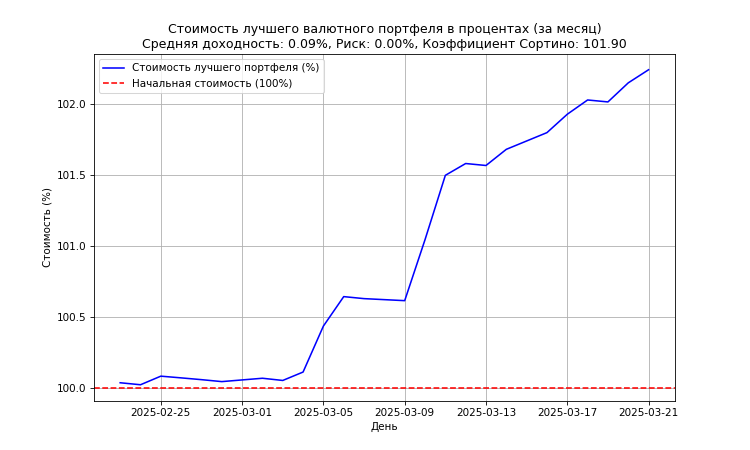 Стоимость лучшего валютного портфеля в процентах (за месяц)
Средняя доходность: 0.09%, Риск: 0.00%, Коэффициент Сортино: 101.90
Стоимость лучшего портфеля (%)
Начальная стоимость (100%)
Стоимость (%)
102.0
101.5
101.0
100.5
100.0
2025-02-25 2025-03-01 2025-03-05 2025-03-09 2025-03-13 2025-03-17 2025-03-21
День